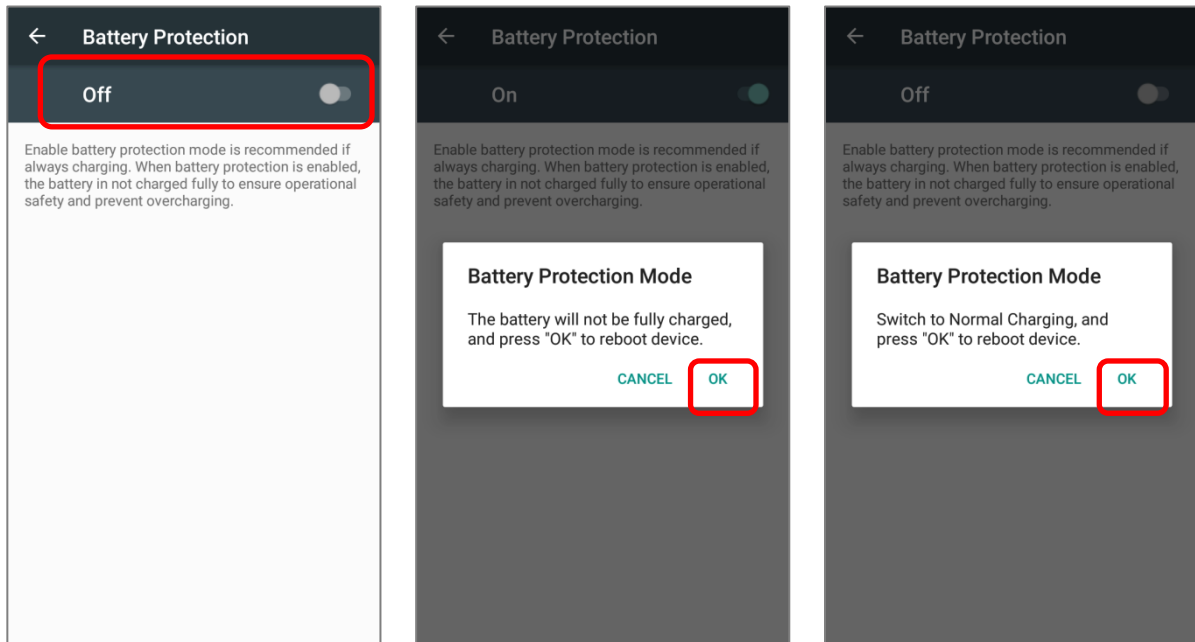 Battery Protection
Off
Enable battery protection mode is recommended if
always charging. When battery protection is enabled,
the battery in not charged fully to ensure operational
safety and prevent overcharging.
Battery Protection
On
Enable battery protection mode is recommended if
always charging. When battery protection is enabled,
the battery in not charged fully to ensure operational
safety and prevent overcharging.
Battery Protection Mode
The battery will not be fully charged,
and press "OK" to reboot device.
CANCEL OK
Battery Protection
Off
Enable battery protection mode is recommended if
always charging. When battery protection is enabled,
the battery in not charged fully to ensure operational
safety and prevent overcharging.
Battery Protection Mode
Switch to Normal Charging, and
press "OK" to reboot device.
CANCEL OK